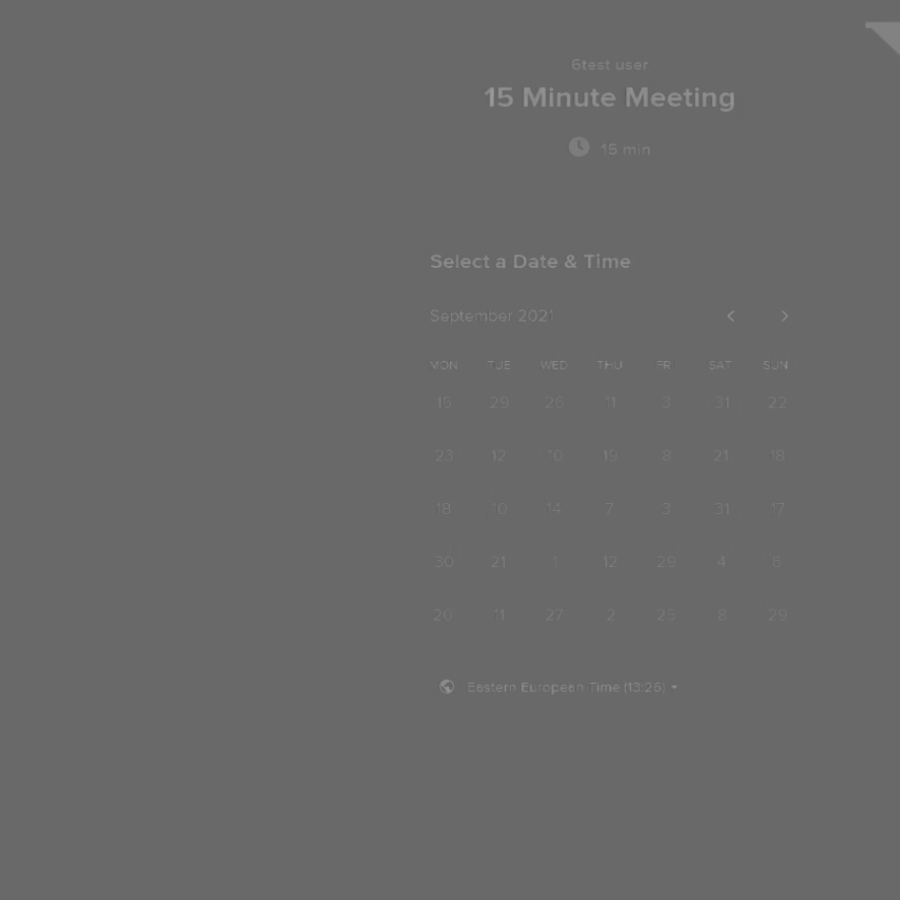 6test user
15 Minute Meeting
15 min
Select a Date & Time
September 2021
MON TUE WED THU FRI SAT SUN
15 29 26 11 3 31 22
23 12 10 19 8 21 18
18 10 14 7 3 31 17
30 21 1 12 29 4 6
20 11 27 2 25 8 29
Eastern European Time (13:26)